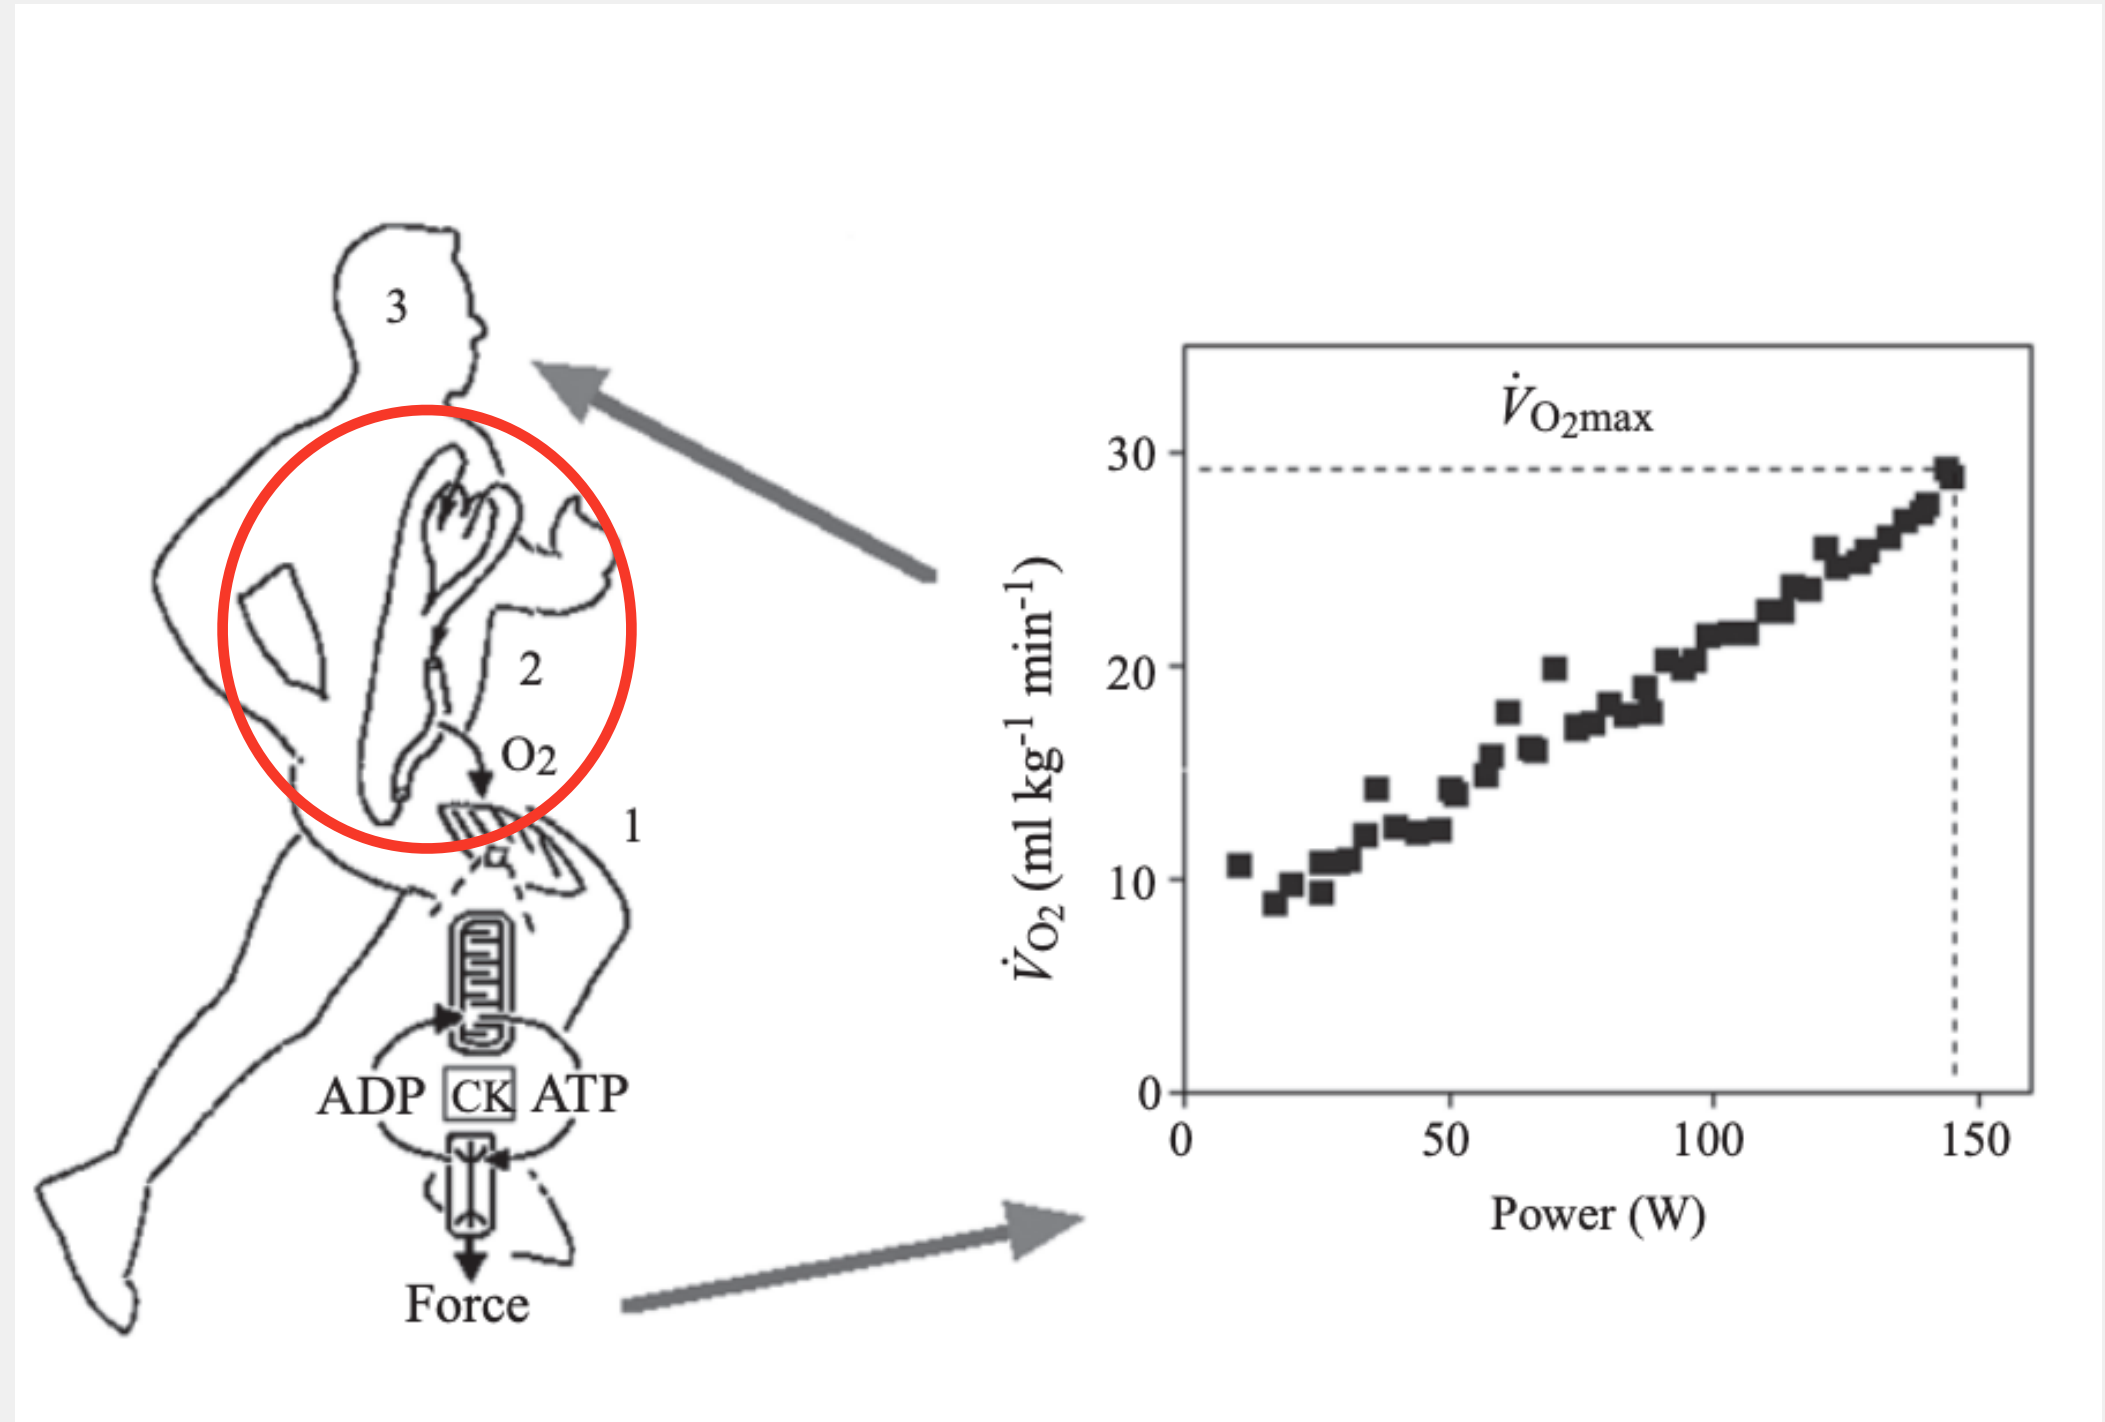 3
2
O2
1
ADP
CK
ATP
Force
V̇O2max
30
20
10
0
V̇O2 (ml kg-1 min-1)
0
50
100
150
Power (W)